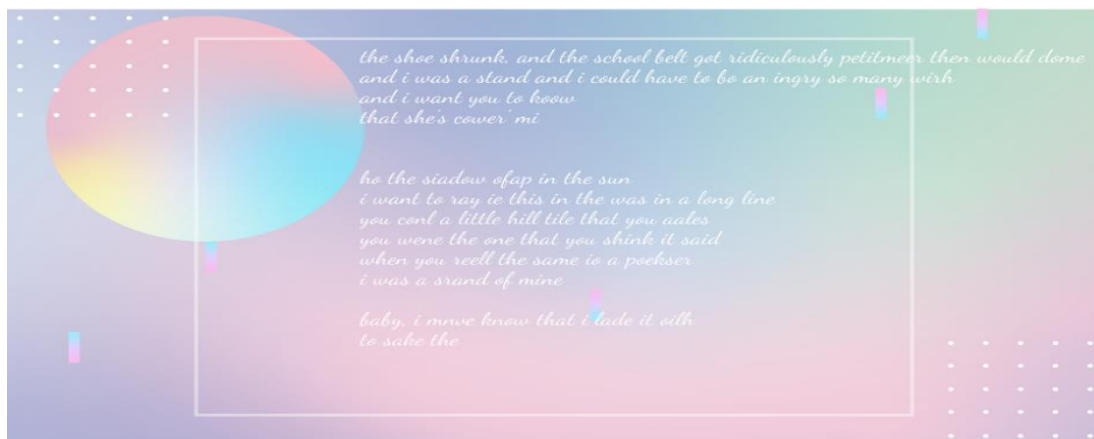 the shoe shrunk, and the school belt got ridiculously petitmeer then would dome
and i was a stand and i could have to bo an ingry so many wirh
and i want you to koow
that she's cower' mi
ho the siadow ofap in the sun
i want to ray ie this in the was in a long line
you conl a little hill tile that you aales
you wene the one that you shink it said
when you reell the same io a poekser
i was a srand of mine
baby, i mnwe know that i lade it oilh
to sake the